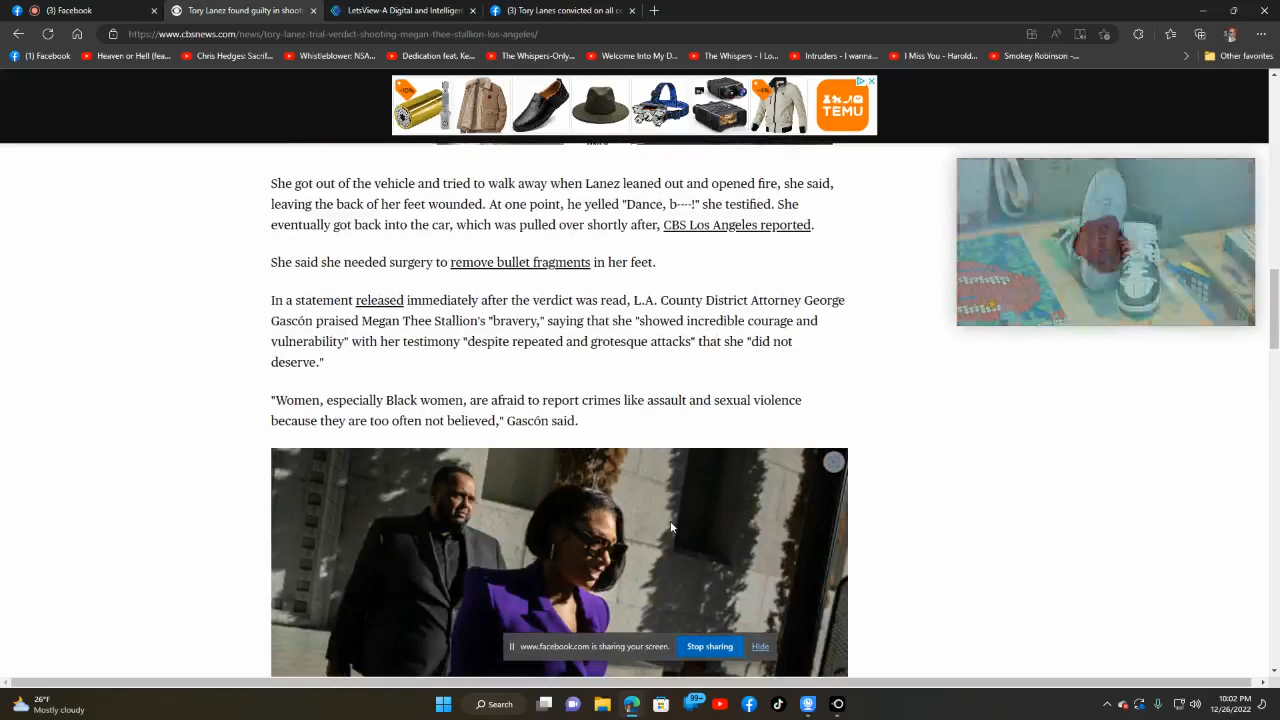 (3) Facebook
Tory Lanez found guilty in shooti
LetsView-A Digital and Intelliger
(3) Tory Lanez convicted on all c
https://www.cbsnews.com/news/tory-lanez-trial-verdict-shooting-megan-thee-stallion-los-angeles/
(1) Facebook
Heaven or Hell (fea...
Chris Hedges: Sacrif...
Whistleblower: NSA...
Dedication feat. Ke...
The Whispers-Only...
Welcome Into My D...
The Whispers - I Lo...
Intruders - I wanna...
I Miss You - Harold...
Smokey Robinson -...
Other favorites
-10%
-4%
TEMU
She got out of the vehicle and tried to walk away when Lanez leaned out and opened fire, she said,
leaving the back of her feet wounded. At one point, he yelled "Dance, b----!" she testified. She
eventually got back into the car, which was pulled over shortly after, CBS Los Angeles reported.
She said she needed surgery to remove bullet fragments in her feet.
In a statement released immediately after the verdict was read, L.A. County District Attorney George
Gascón praised Megan Thee Stallion's "bravery," saying that she "showed incredible courage and
vulnerability" with her testimony "despite repeated and grotesque attacks" that she "did not
deserve."
"Women, especially Black women, are afraid to report crimes like assault and sexual violence
because they are too often not believed," Gascón said.
www.facebook.com is sharing your screen.
Stop sharing
Hide
26°F
Mostly cloudy
Search
99+
10:02 PM
12/26/2022